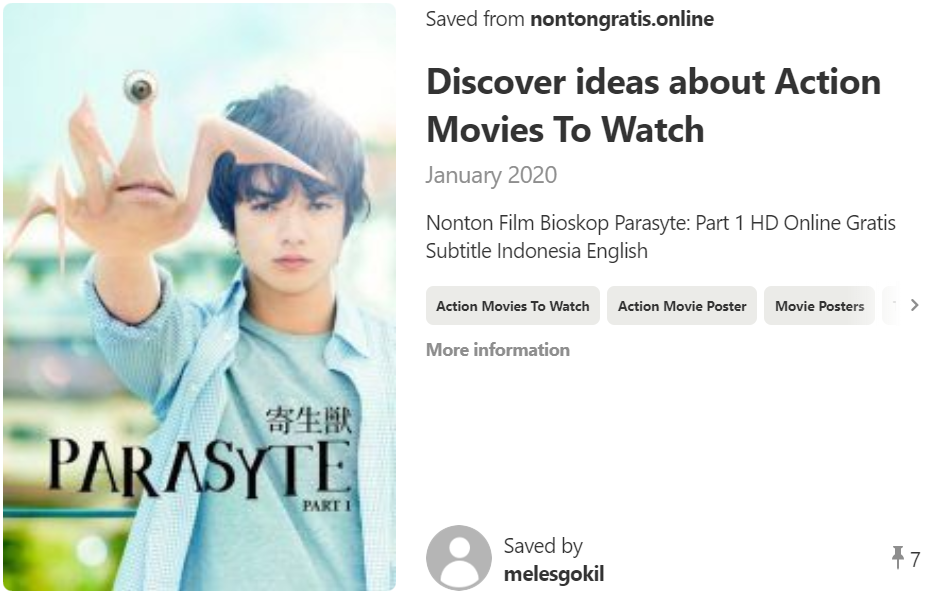 寄生獣
PARASYTE
PART 1
Saved from nontongratis.online
Discover ideas about Action
Movies To Watch
January 2020
Nonton Film Bioskop Parasyte: Part 1 HD Online Gratis
Subtitle Indonesia English
Action Movies To Watch
Action Movie Poster
Movie Posters
More information
Saved by
melesgokil
7